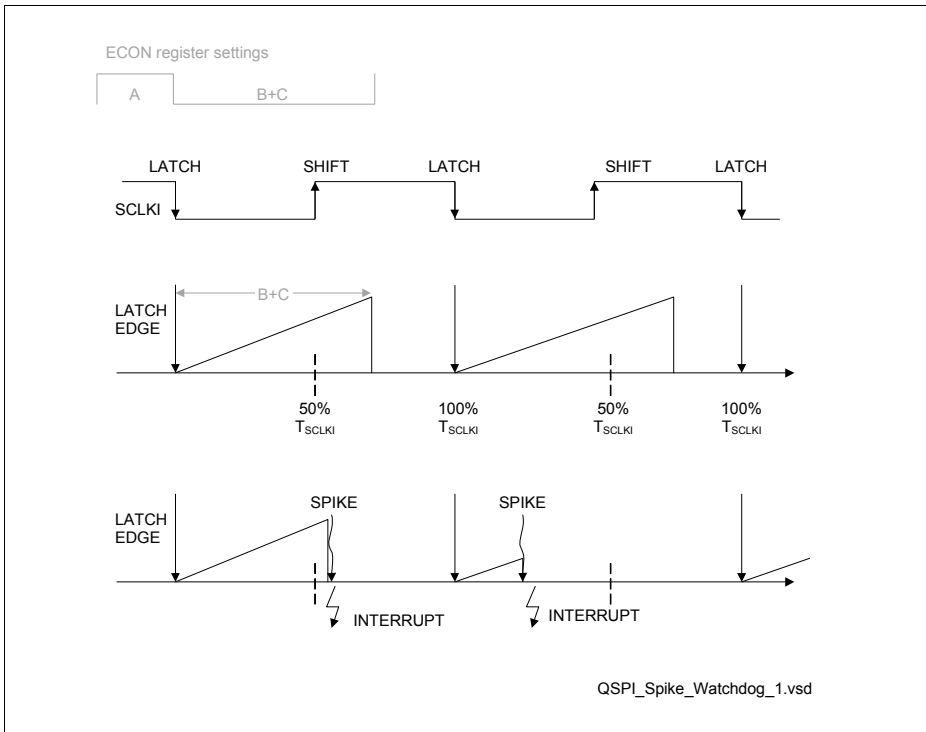 ECON register settings
A B+C
LATCH SHIFT LATCH SHIFT LATCH
SCLKI
B+C
LATCH
EDGE
50% 100% 50% 100%
TSCLKI TSCLKI TSCLKI TSCLKI
SPIKE SPIKE
LATCH
EDGE
INTERRUPT INTERRUPT
QSPI_Spike_Watchdog_1.vsd